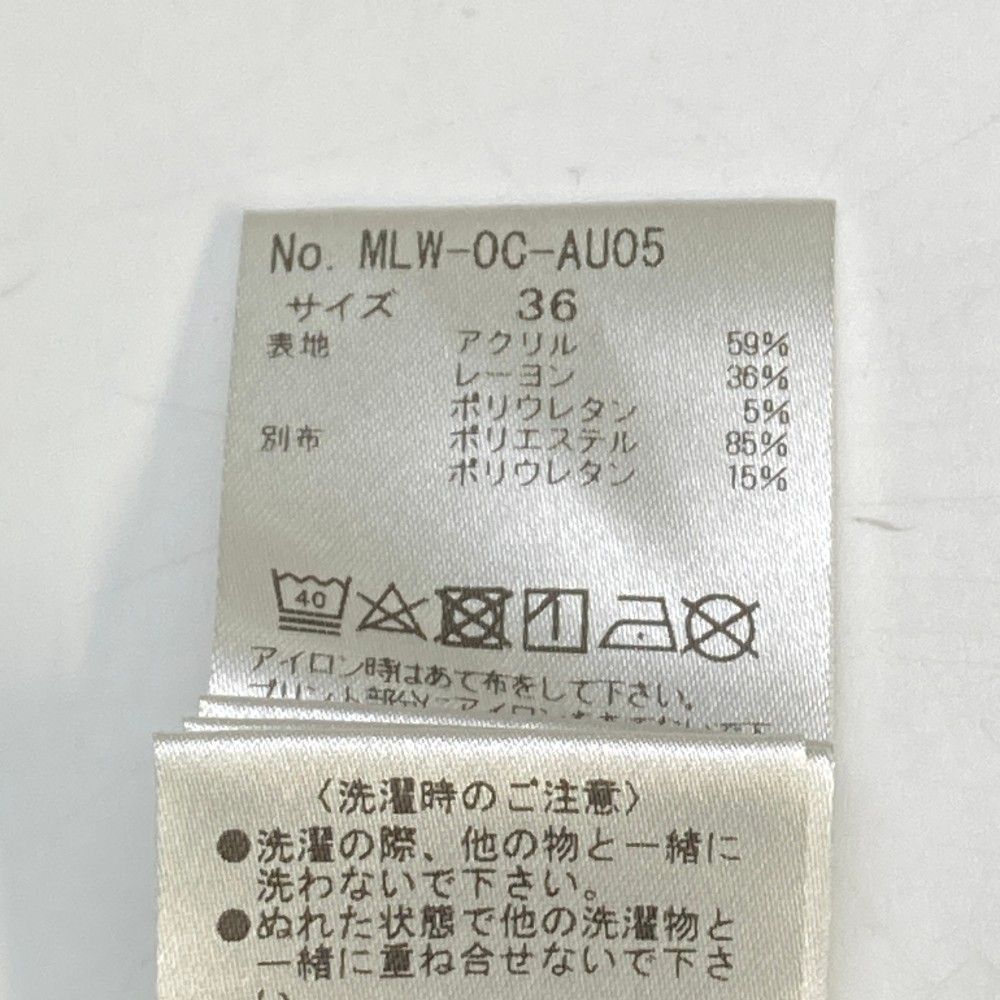 No. MLW-OC-AU05
サイズ 36
表地 アクリル 59%
レーヨン 36%
ポリウレタン 5%
別布 ポリエステル 85%
ポリウレタン 15%
40
アイロン時はあて布をして下さい。
〈洗濯時のご注意〉
●洗濯の際、他の物と一緒に
洗わないで下さい。
●ぬれた状態で他の洗濯物と
一緒に重ね合せないで下さ